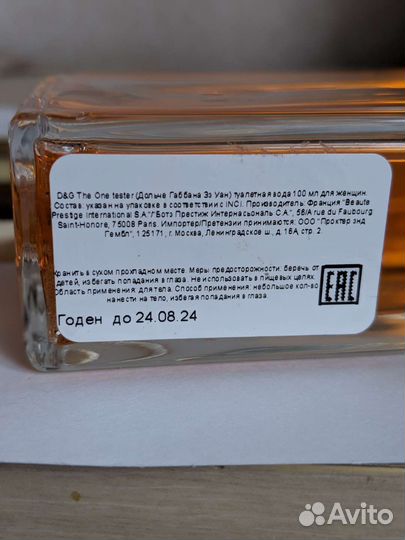 D&G The One tester (Дольче Габбана Зэ Уан) туалетная вода 100 мл для женщин.
Состав: указан на упаковке в соответствии с INCI. Производитель: Франция "Beaute
Prestige International S.A."/"Ботэ Престиж Интернасьональ С.А.", 56/A rue du Faubourg
Saint-Honore, 75008 Paris. Импортер/Претензии принимаются: ООО "Проктер энд
Гембл", 125171, г. Москва, Ленинградское ш., д. 16А, стр. 2.
Хранить в сухом прохладном месте. Меры предосторожности: беречь от
детей, избегать попадания в глаза. Не использовать в пищевых целях.
Область применения: для тела. Способ применения: небольшое кол-во
нанести на тело, избегая попадания в глаза.
EAC
Годен до 24.08.24
Avito